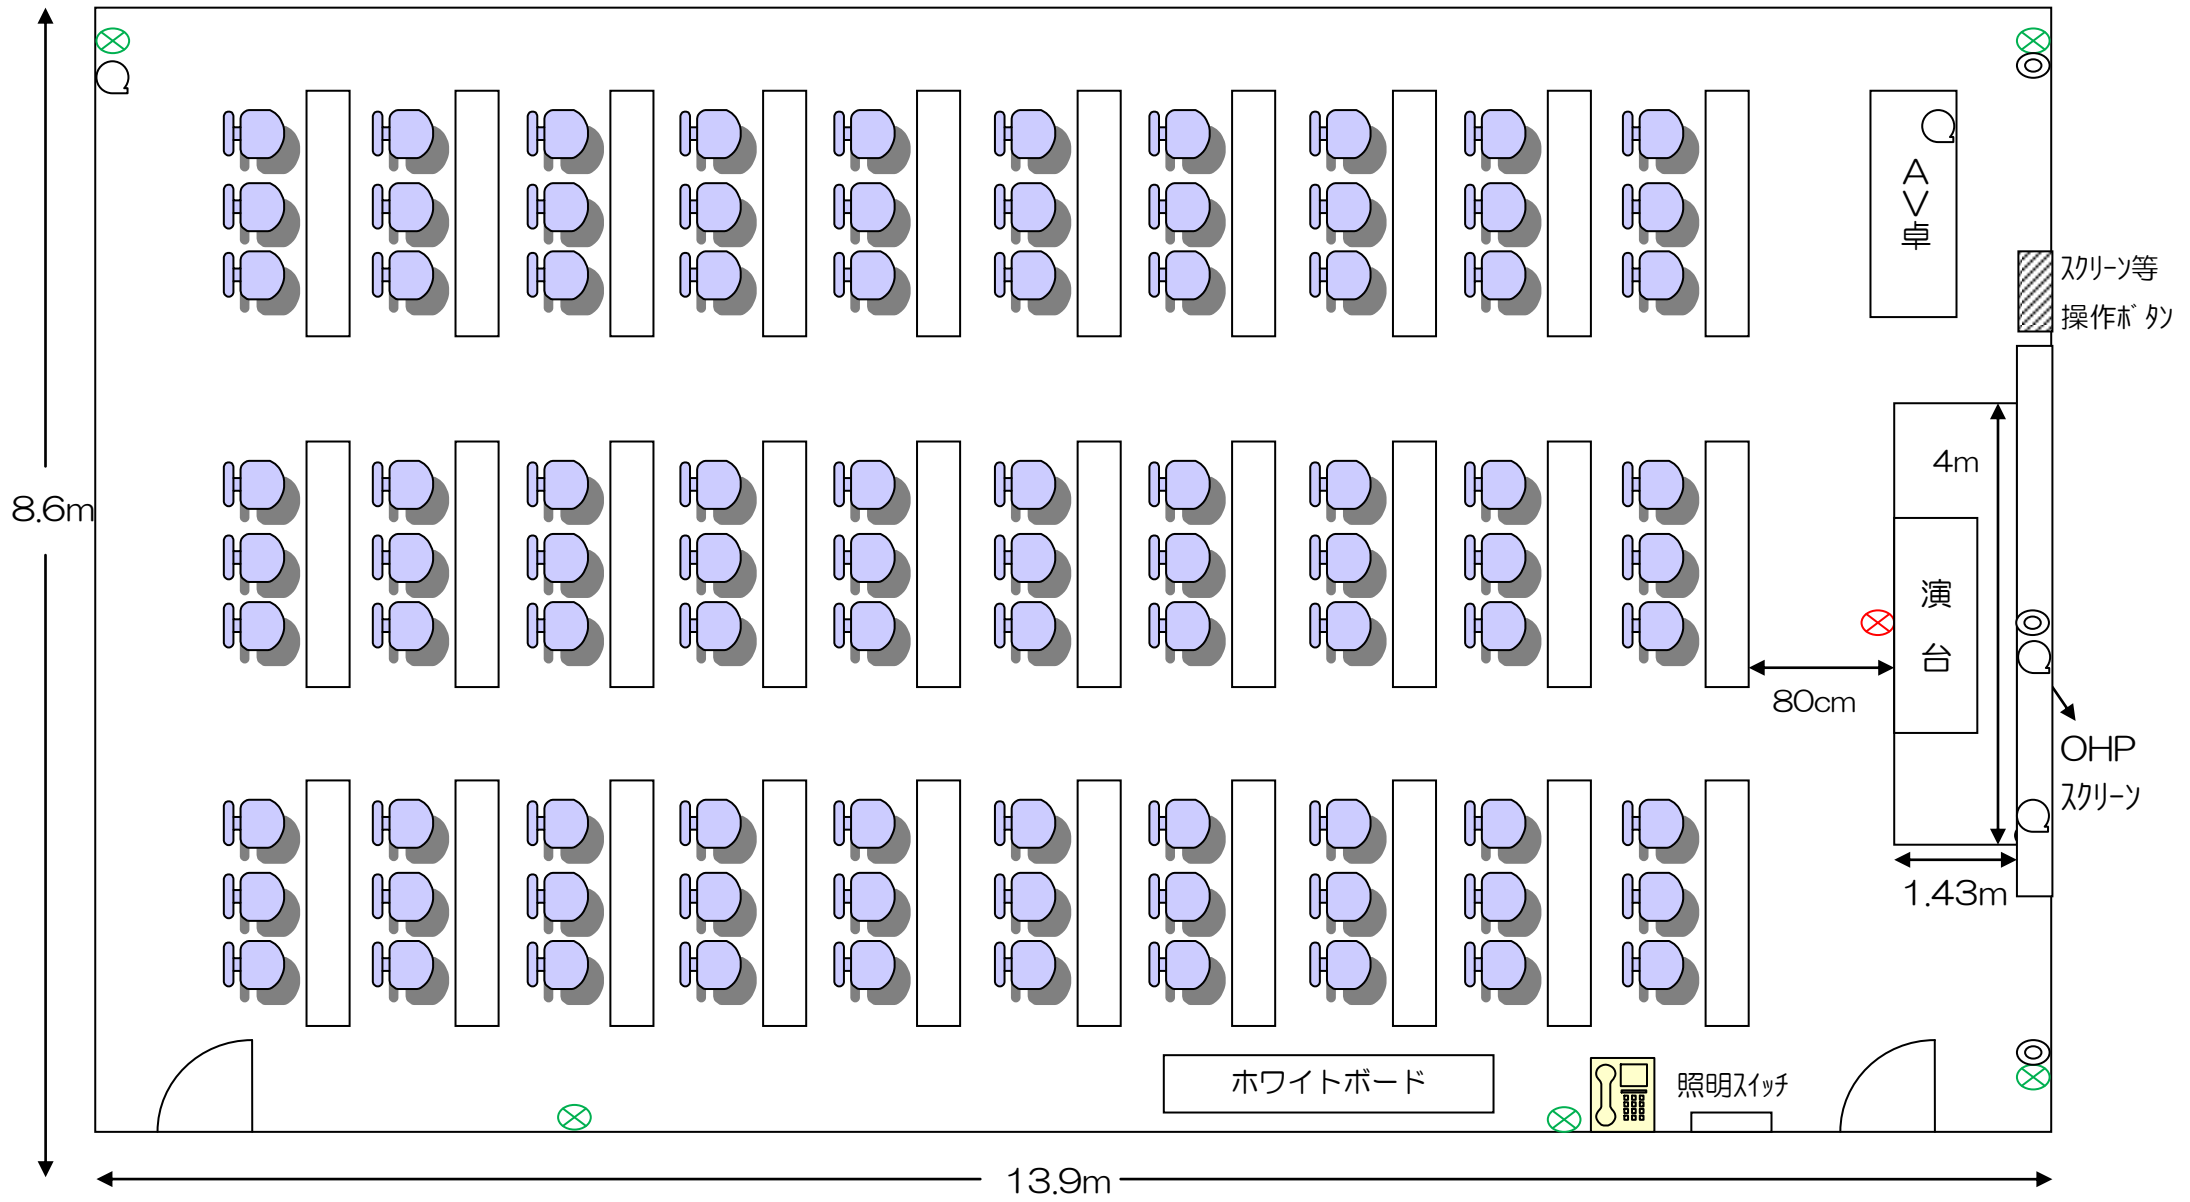 AV卓
スクリーン等
操作ボタン
4m
8.6m
演台
80cm
OHP
スクリーン
1.43m
ホワイトボード
照明スイッチ
13.9m